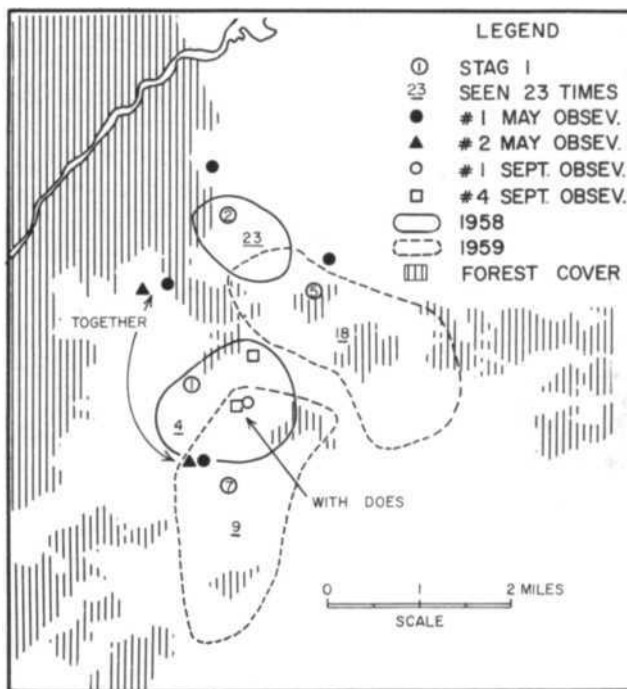 LEGEND
① STAG 1
23 SEEN 23 TIMES
● #1 MAY OBSEV.
▲ #2 MAY OBSEV.
○ #1 SEPT. OBSEV.
□ #4 SEPT. OBSEV.
1958
1959
FOREST COVER
2
23
5
TOGETHER
18
1
4
7
WITH DOES
9
0 1 2 MILES
SCALE